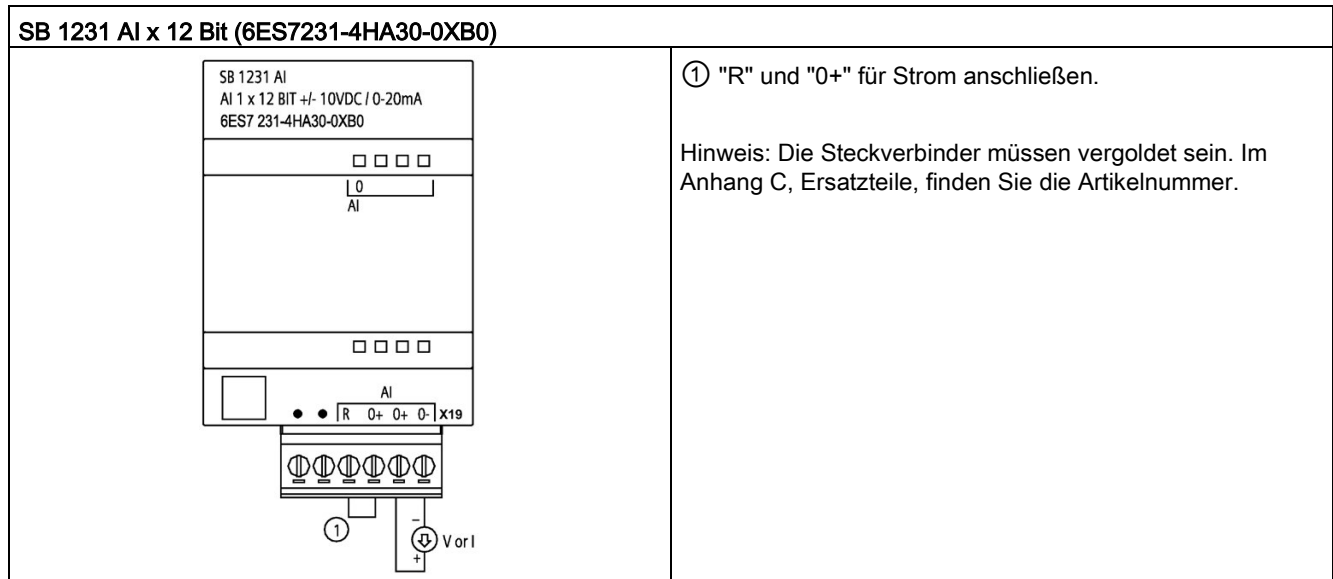 SB 1231 AI x 12 Bit (6ES7231-4HA30-0XB0)
SB 1231 AI
AI 1 x 12 BIT +/- 10VDC / 0-20mA
6ES7 231-4HA30-0XB0
0
AI
AI
R 0+ 0+ 0- X19
1
–
V or I
+
① "R" und "0+" für Strom anschließen.
Hinweis: Die Steckverbinder müssen vergoldet sein. Im
Anhang C, Ersatzteile, finden Sie die Artikelnummer.